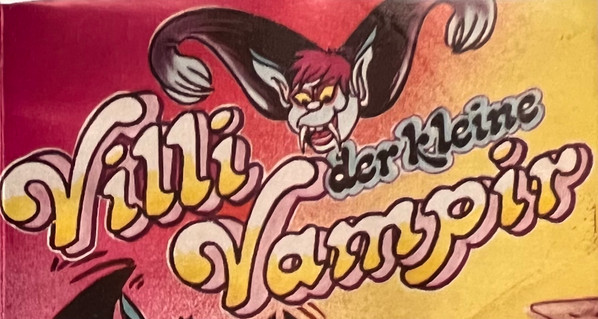 Villi
der kleine
Vampir